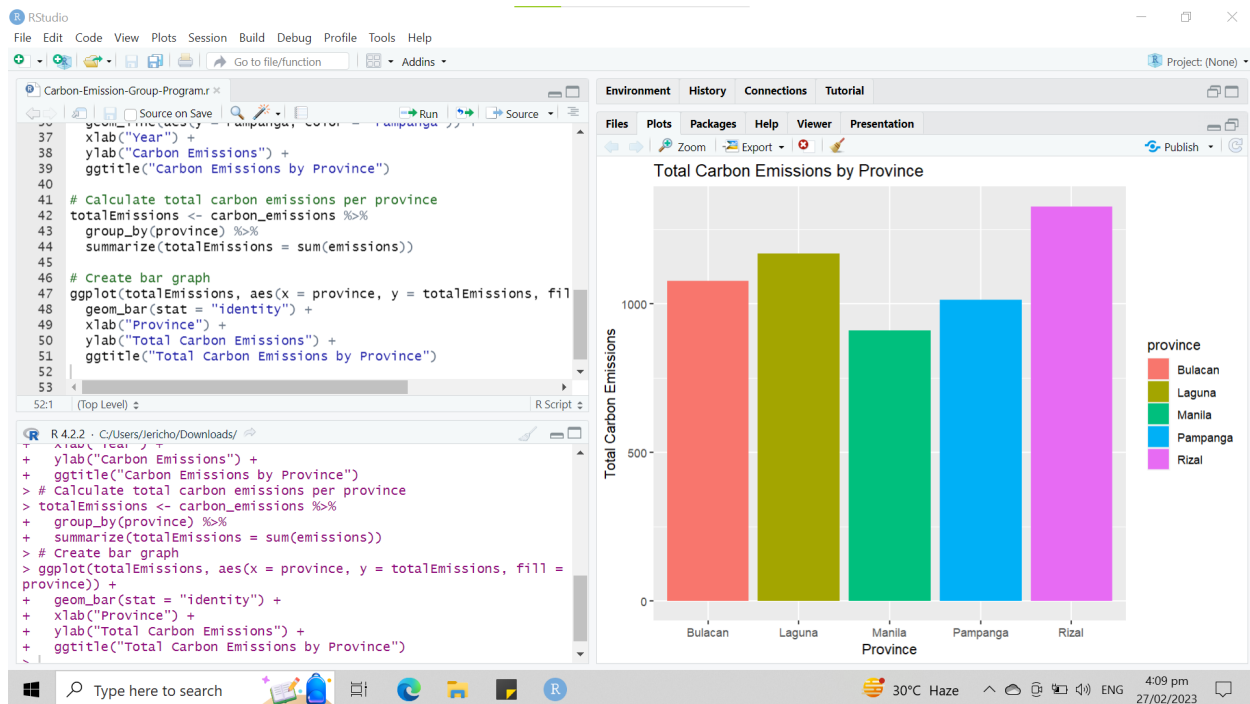 RStudio
File Edit Code View Plots Session Build Debug Profile Tools Help
Go to file/function Addins Project: (None)
Carbon-Emission-Group-Program.r
Source on Save Run Source
37 xlab("Year") +
38 ylab("Carbon Emissions") +
39 ggtitle("Carbon Emissions by Province")
40
41 # Calculate total carbon emissions per province
42 totalEmissions <- carbon_emissions %>%
43 group_by(province) %>%
44 summarize(totalEmissions = sum(emissions))
45
46 # Create bar graph
47 ggplot(totalEmissions, aes(x = province, y = totalEmissions, fil
48 geom_bar(stat = "identity") +
49 xlab("Province") +
50 ylab("Total Carbon Emissions") +
51 ggtitle("Total Carbon Emissions by Province")
52
53
52:1 (Top Level) R Script
R 4.2.2 · C:/Users/Jericho/Downloads/
+ xlab("Year") +
+ ylab("Carbon Emissions") +
+ ggtitle("Carbon Emissions by Province")
> # Calculate total carbon emissions per province
> totalEmissions <- carbon_emissions %>%
+ group_by(province) %>%
+ summarize(totalEmissions = sum(emissions))
> # Create bar graph
> ggplot(totalEmissions, aes(x = province, y = totalEmissions, fill =
province)) +
+ geom_bar(stat = "identity") +
+ xlab("Province") +
+ ylab("Total Carbon Emissions") +
+ ggtitle("Total Carbon Emissions by Province")
>
Environment History Connections Tutorial
Files Plots Packages Help Viewer Presentation
Zoom Export Publish
Total Carbon Emissions by Province
Total Carbon Emissions
1000
500
0
Bulacan Laguna Manila Pampanga Rizal
Province
province
Bulacan
Laguna
Manila
Pampanga
Rizal
Type here to search
30°C Haze ENG
4:09 pm
27/02/2023